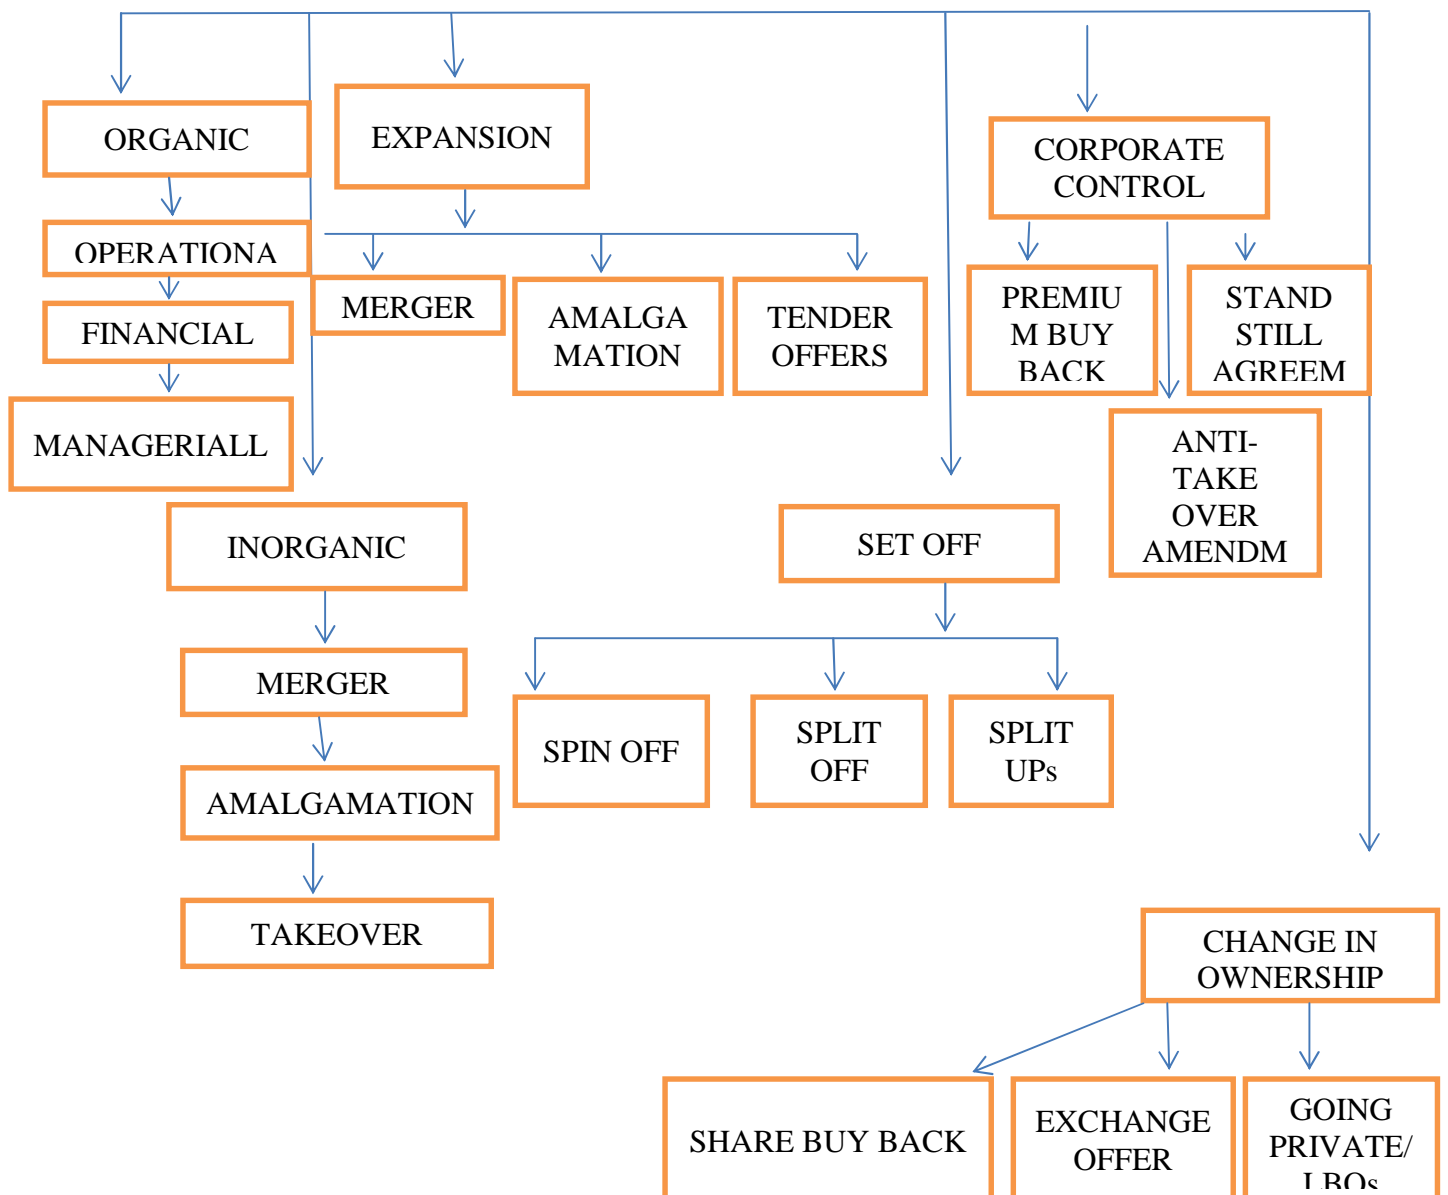 ORGANIC
EXPANSION
CORPORATE
CONTROL
OPERATIONA
FINANCIAL
MANAGERIALL
MERGER
AMALGA
MATION
TENDER
OFFERS
PREMIU
M BUY
BACK
STAND
STILL
AGREEM
ANTI-
TAKE
OVER
AMENDM
INORGANIC
MERGER
AMALGAMATION
TAKEOVER
SET OFF
SPIN OFF
SPLIT
OFF
SPLIT
UPs
CHANGE IN
OWNERSHIP
SHARE BUY BACK
EXCHANGE
OFFER
GOING
PRIVATE/
LBOs